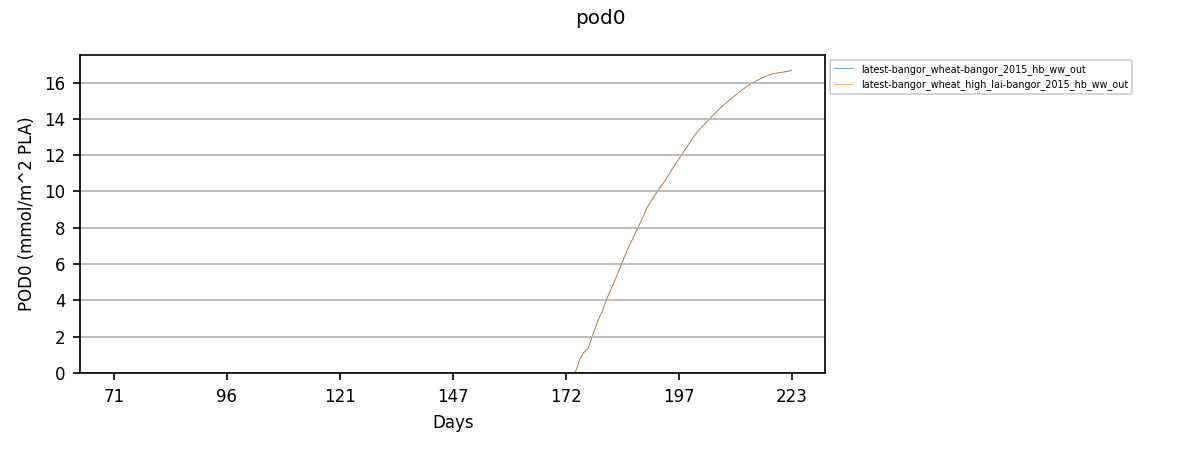 pod0
latest-bangor_wheat-bangor_2015_hb_ww_out
latest-bangor_wheat_high_lai-bangor_2015_hb_ww_out
POD0 (mmol/m^2 PLA)
16
14
12
10
8
6
4
2
0
71 96 121 147 172 197 223
Days